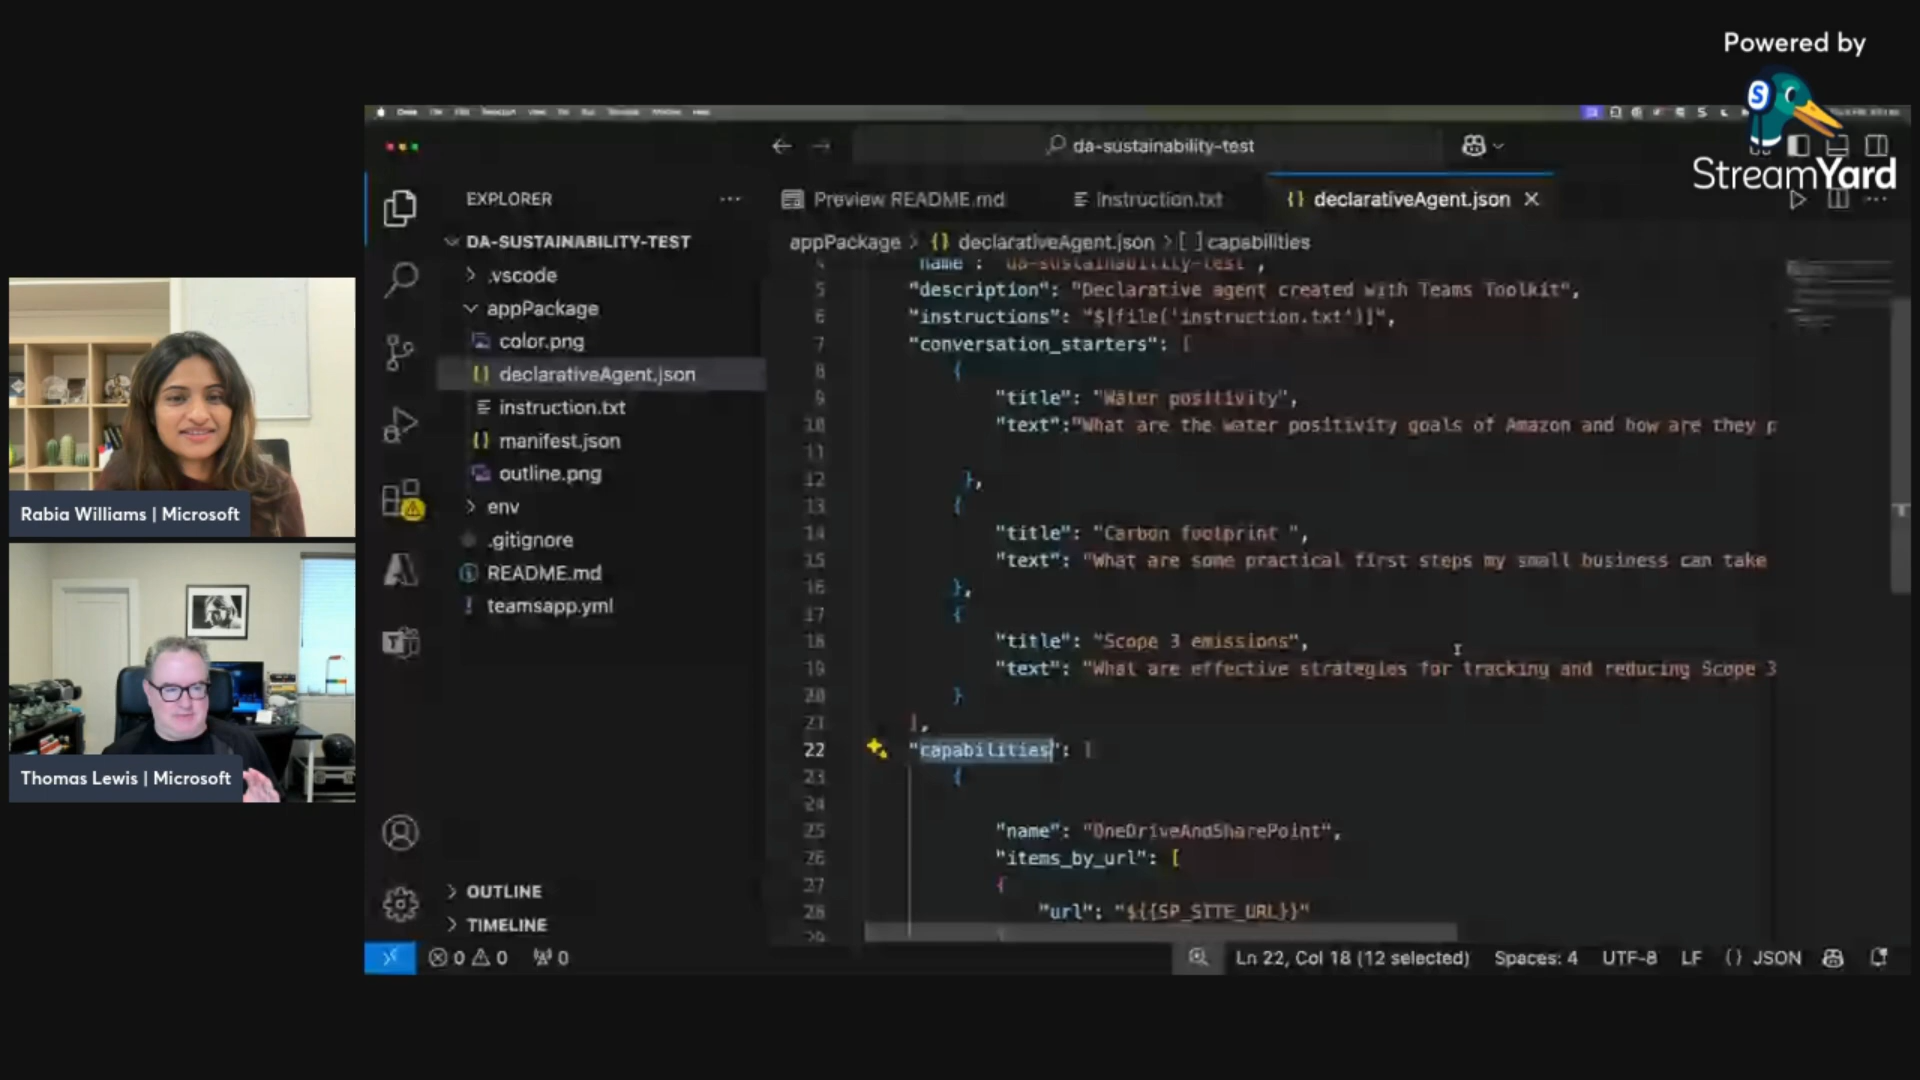 Powered by
StreamYard
da-sustainability-test
EXPLORER
Preview README.md
instruction.txt
declarativeAgent.json
DA-SUSTAINABILITY-TEST
appPackage > {} declarativeAgent.json > [ ] capabilities
.vscode
appPackage
color.png
declarativeAgent.json
instruction.txt
manifest.json
outline.png
env
.gitignore
README.md
teamsapp.yml
OUTLINE
TIMELINE
"name": "da-sustainability-test",
5 "description": "Declarative agent created with Teams Toolkit",
6 "instructions": "$[file('instruction.txt')]",
7 "conversation_starters": [
8 {
9 "title": "Water positivity",
10 "text":"What are the water positivity goals of Amazon and how are they p
11
12 },
13 {
14 "title": "Carbon footprint ",
15 "text": "What are some practical first steps my small business can take
16 },
17 {
18 "title": "Scope 3 emissions",
19 "text": "What are effective strategies for tracking and reducing Scope 3
20 }
21 ],
22 "capabilities": [
23 {
24
25 "name": "OneDriveAndSharePoint",
26 "items_by_url": [
27 {
28 "url": "${{SP_SITE_URL}}"
29
Rabia Williams | Microsoft
Thomas Lewis | Microsoft
0 0 0
Ln 22, Col 18 (12 selected)
Spaces: 4
UTF-8
LF
{} JSON